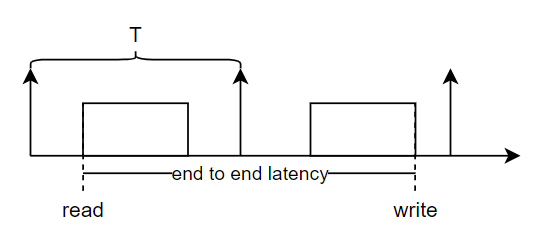 T
end to end latency
read
write